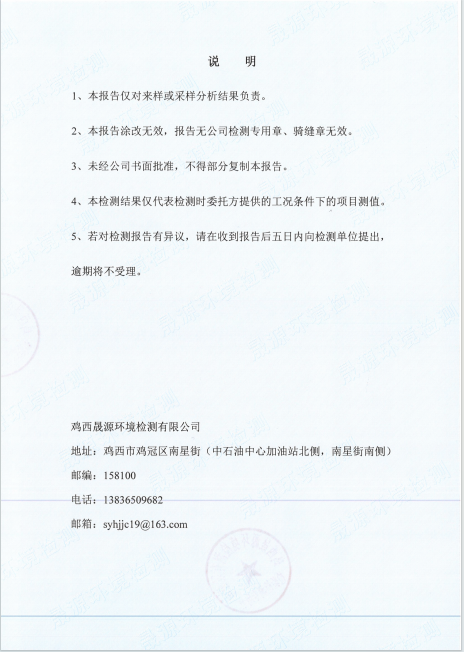 说 明
1、本报告仅对来样或采样分析结果负责。
2、本报告涂改无效，报告无公司检测专用章、骑缝章无效。
3、未经公司书面批准，不得部分复制本报告。
4、本检测结果仅代表检测时委托方提供的工况条件下的项目测值。
5、若对检测报告有异议，请在收到报告后五日内向检测单位提出，
逾期将不受理。
鸡西晟源环境检测有限公司
地址：鸡西市鸡冠区南星街（中石油中心加油站北侧，南星街南侧）
邮编：158100
电话：13836509682
邮箱：syhjjc19@163.com